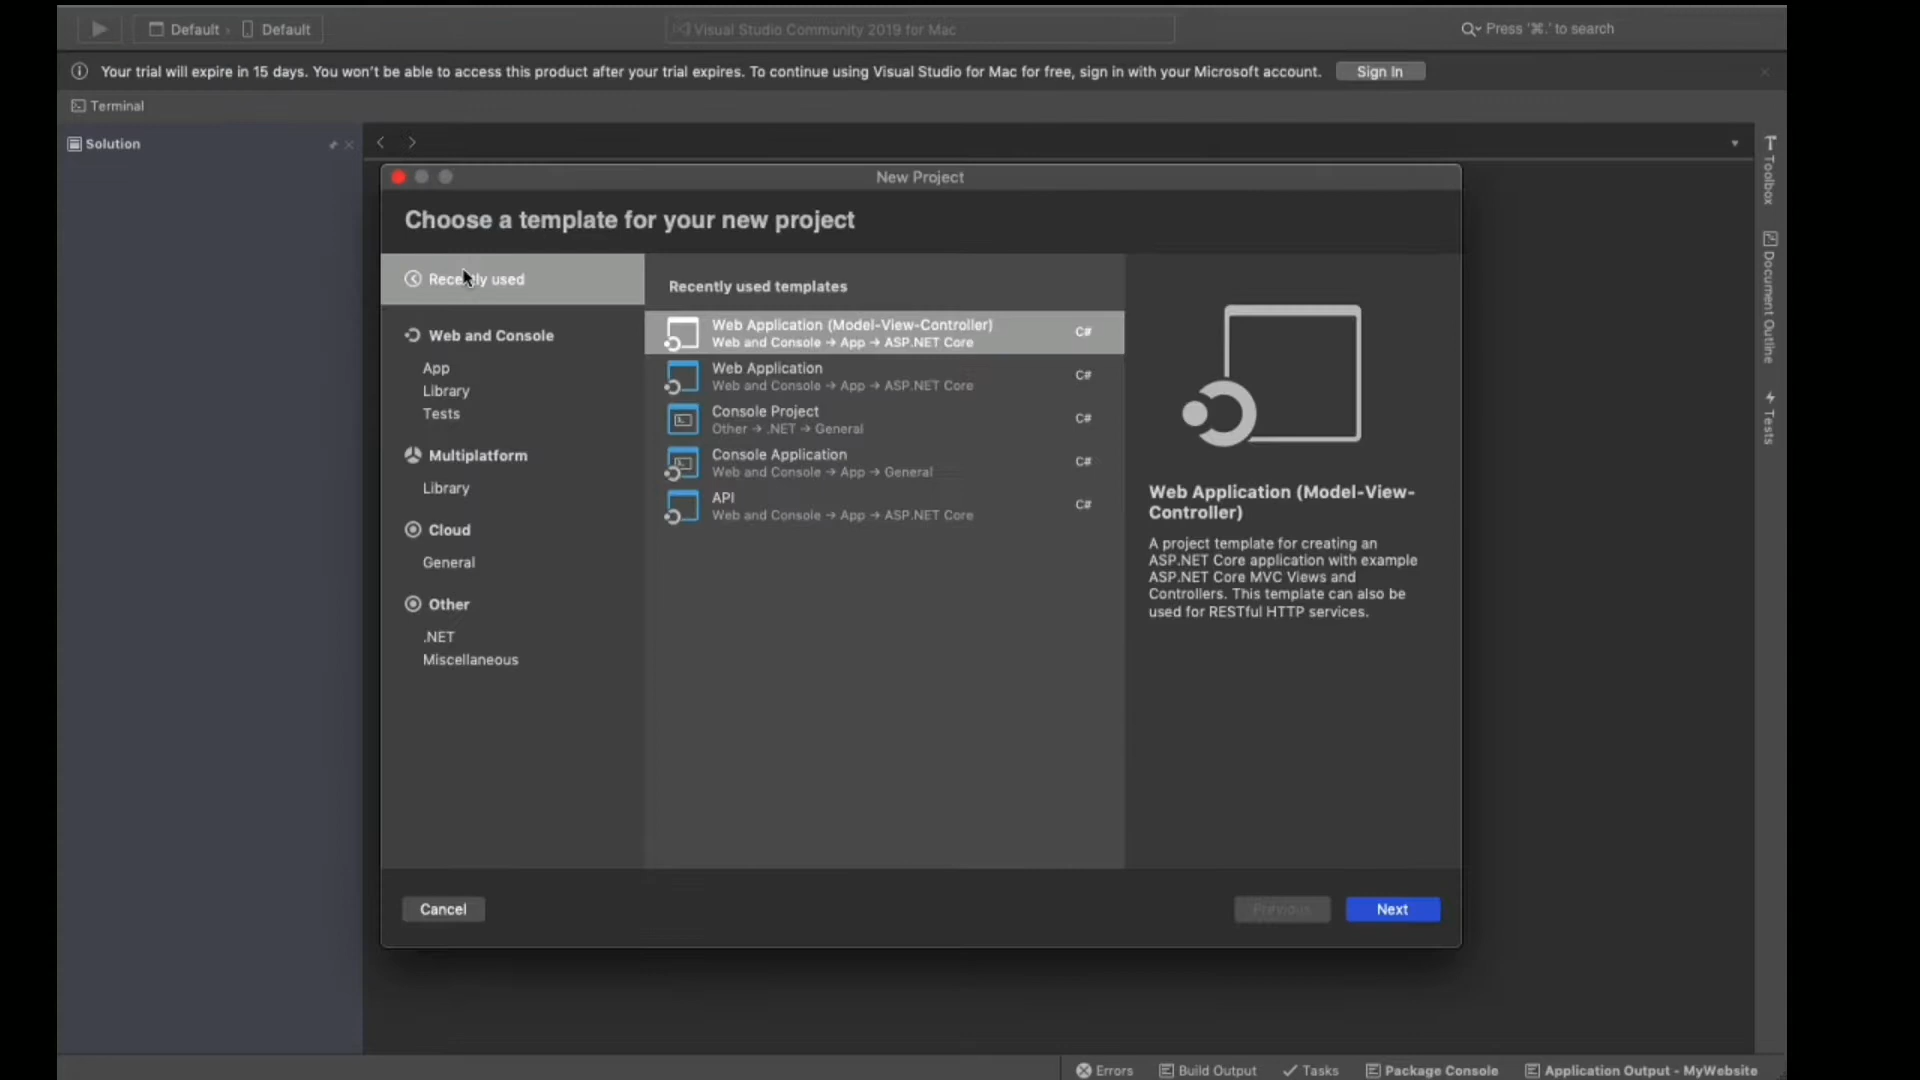 Default › Default
Visual Studio Community 2019 for Mac
Press '⌘.' to search
Your trial will expire in 15 days. You won't be able to access this product after your trial expires. To continue using Visual Studio for Mac for free, sign in with your Microsoft account.
Sign In
Terminal
Solution
New Project
Choose a template for your new project
Recently used
Web and Console
App
Library
Tests
Multiplatform
Library
Cloud
General
Other
.NET
Miscellaneous
Recently used templates
Web Application (Model-View-Controller) C#
Web and Console → App → ASP.NET Core
Web Application C#
Web and Console → App → ASP.NET Core
Console Project C#
Other → .NET → General
Console Application C#
Web and Console → App → General
API C#
Web and Console → App → ASP.NET Core
Web Application (Model-View-
Controller)
A project template for creating an
ASP.NET Core application with example
ASP.NET Core MVC Views and
Controllers. This template can also be
used for RESTful HTTP services.
Cancel
Previous
Next
Toolbox
Document Outline
Tests
Errors
Build Output
Tasks
Package Console
Application Output - MyWebsite